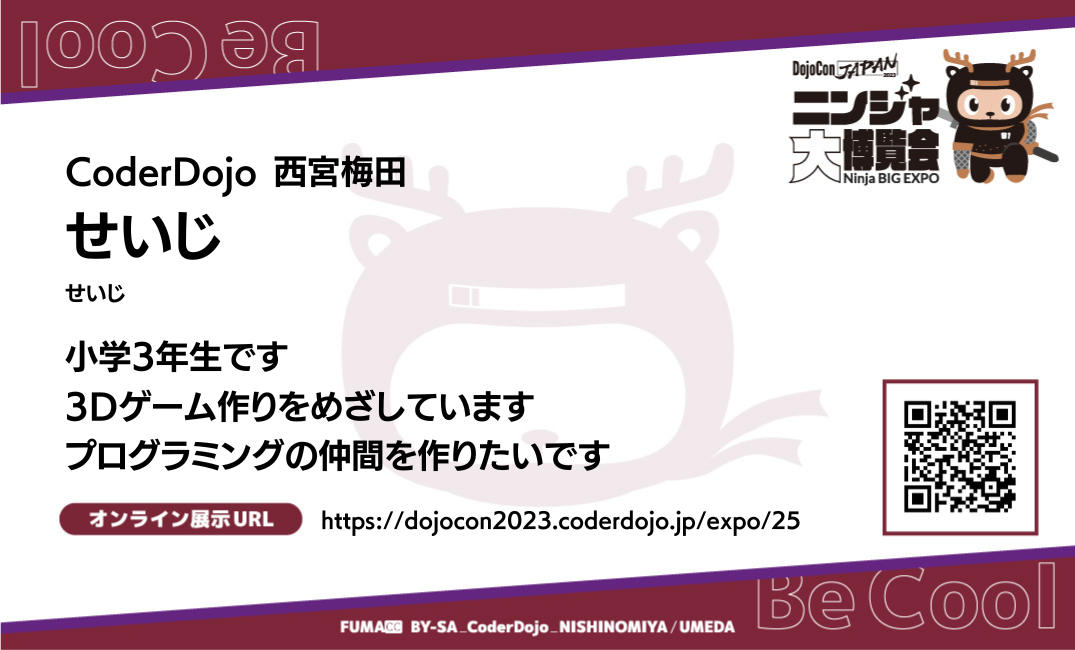 Be Cool
DojoCon JAPAN 2023
ニンジャ
大博覧会
Ninja BIG EXPO
CoderDojo 西宮梅田
せいじ
せいじ
小学3年生です
3Dゲーム作りをめざしています
プログラミングの仲間を作りたいです
オンライン展示URL https://dojocon2023.coderdojo.jp/expo/25
Be Cool
FUMA CC BY-SA_CoderDojo_NISHINOMIYA/UMEDA